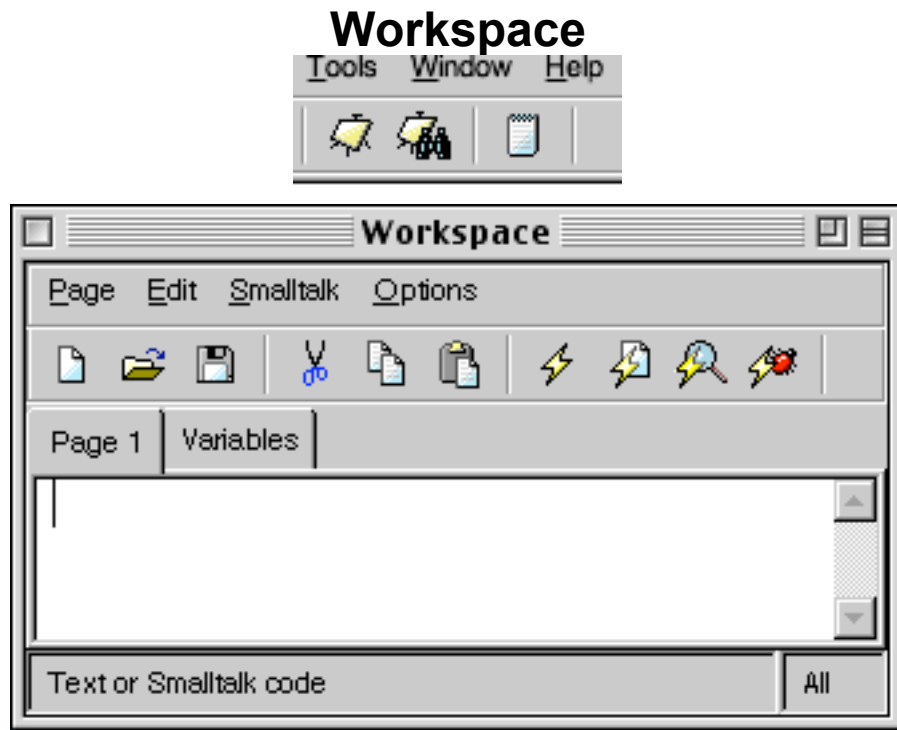 Workspace
Tools Window Help
Workspace
Page Edit Smalltalk Options
Page 1 Variables
Text or Smalltalk code All